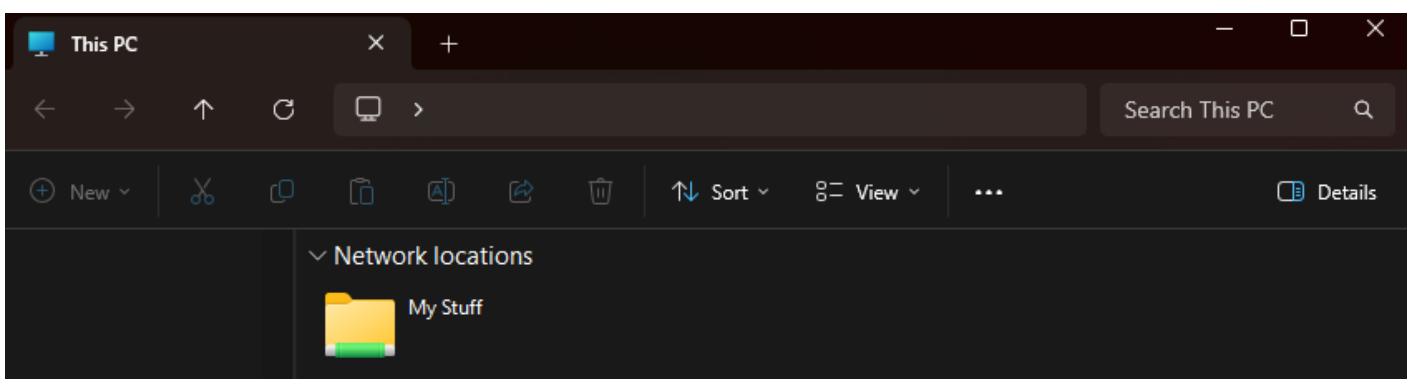 This PC
Search This PC
New
Sort
View
Details
Network locations
My Stuff